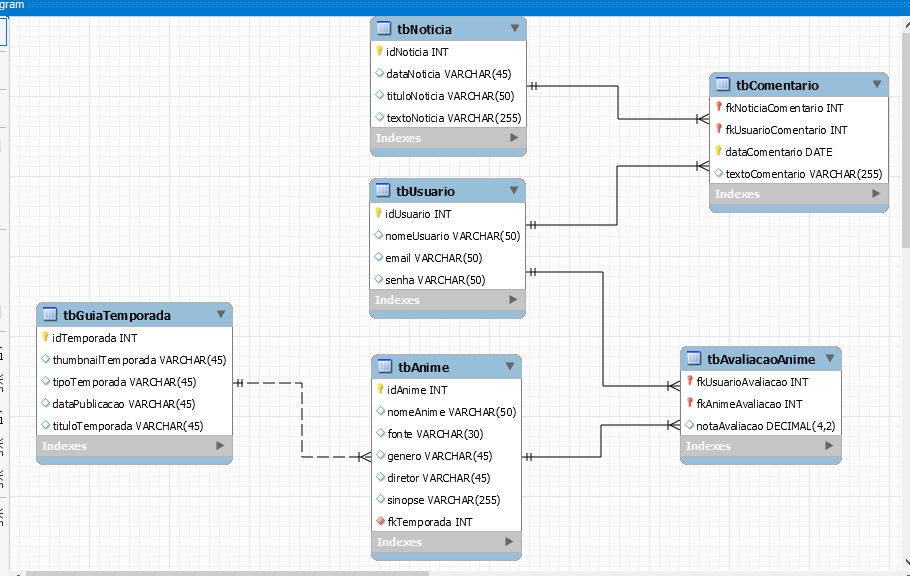 gram
tbNoticia
idNoticia INT
dataNoticia VARCHAR(45)
tituloNoticia VARCHAR(50)
textoNoticia VARCHAR(255)
Indexes
tbComentario
fkNoticiaComentario INT
fkUsuarioComentario INT
dataComentario DATE
textoComentario VARCHAR(255)
Indexes
tbUsuario
idUsuario INT
nomeUsuario VARCHAR(50)
email VARCHAR(50)
senha VARCHAR(50)
Indexes
tbGuiaTemporada
idTemporada INT
thumbnailTemporada VARCHAR(45)
tipoTemporada VARCHAR(45)
dataPublicacao VARCHAR(45)
tituloTemporada VARCHAR(45)
Indexes
tbAnime
idAnime INT
nomeAnime VARCHAR(50)
fonte VARCHAR(30)
genero VARCHAR(45)
diretor VARCHAR(45)
sinopse VARCHAR(255)
fkTemporada INT
Indexes
tbAvaliacaoAnime
fkUsuarioAvaliacao INT
fkAnimeAvaliacao INT
notaAvaliacao DECIMAL(4,2)
Indexes